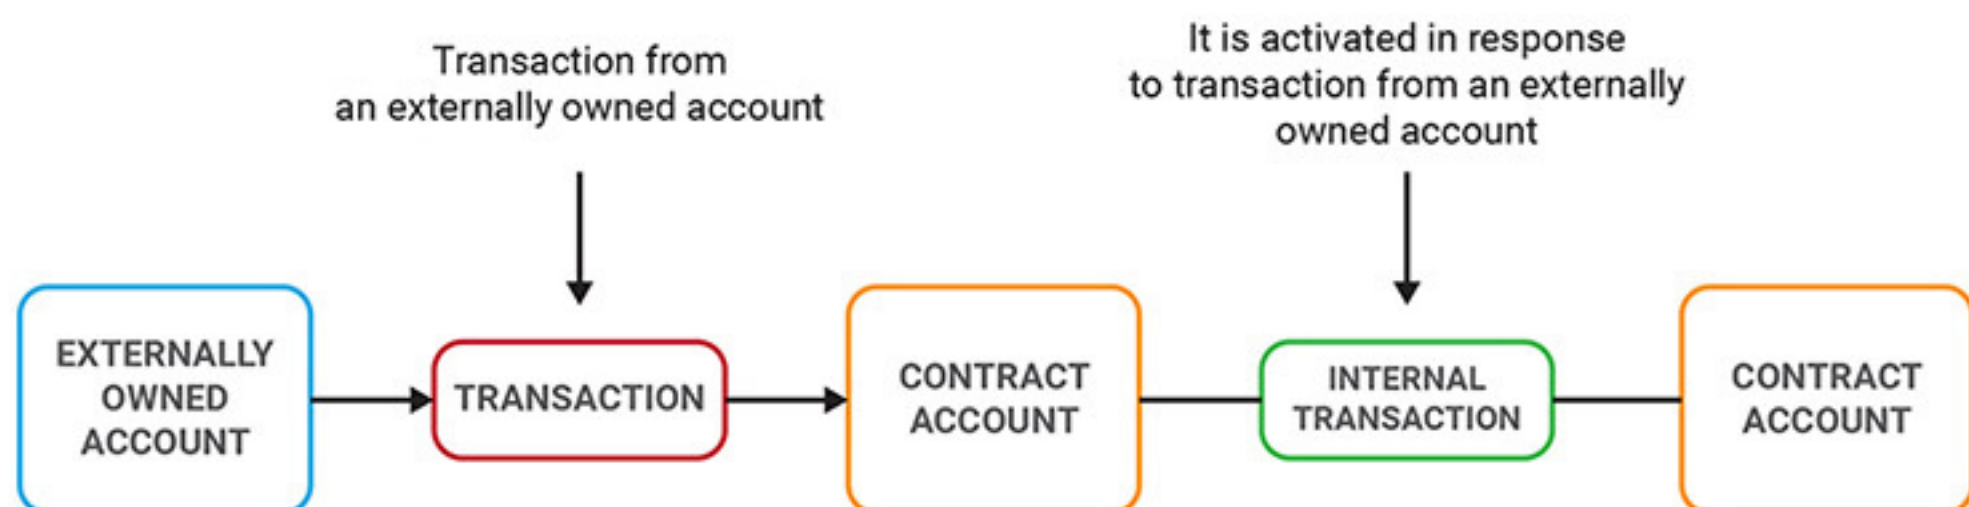 Transaction from
an externally owned account
It is activated in response
to transaction from an externally
owned account
EXTERNALLY
OWNED
ACCOUNT
TRANSACTION
CONTRACT
ACCOUNT
INTERNAL
TRANSACTION
CONTRACT
ACCOUNT